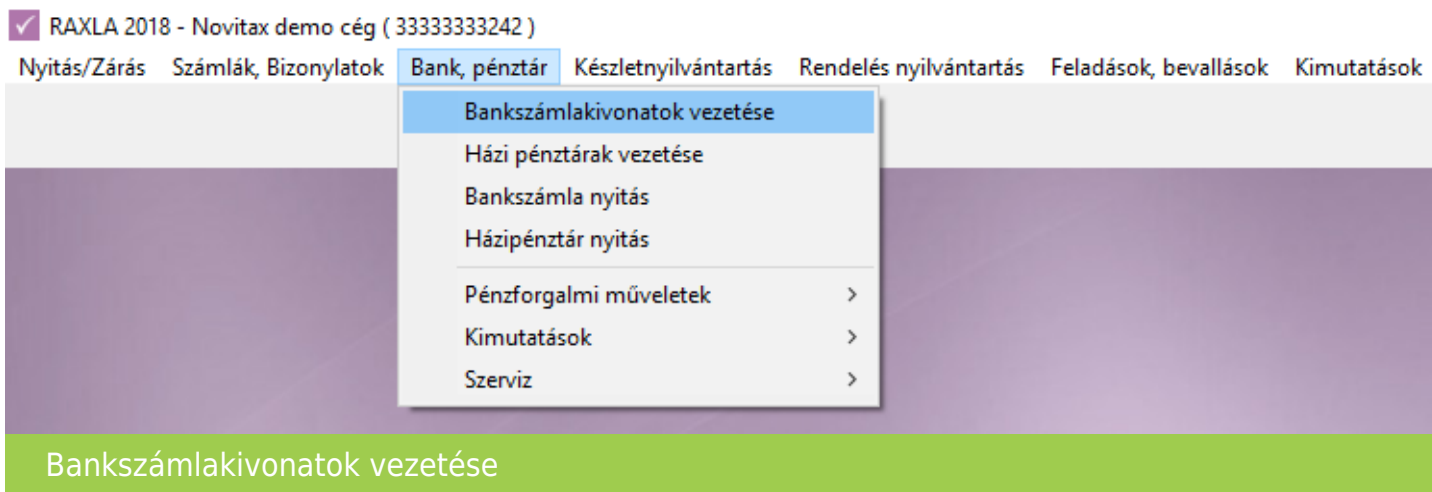 RAXLA 2018 - Novitax demo cég ( 33333333242 )
Nyitás/Zárás Számlák, Bizonylatok Bank, pénztár Készletnyilvántartás Rendelés nyilvántartás Feladások, bevallások Kimutatások
Bankszámlakivonatok vezetése
Házi pénztárak vezetése
Bankszámla nyitás
Házipénztár nyitás
Pénzforgalmi műveletek
Kimutatások
Szerviz
Bankszámlakivonatok vezetése